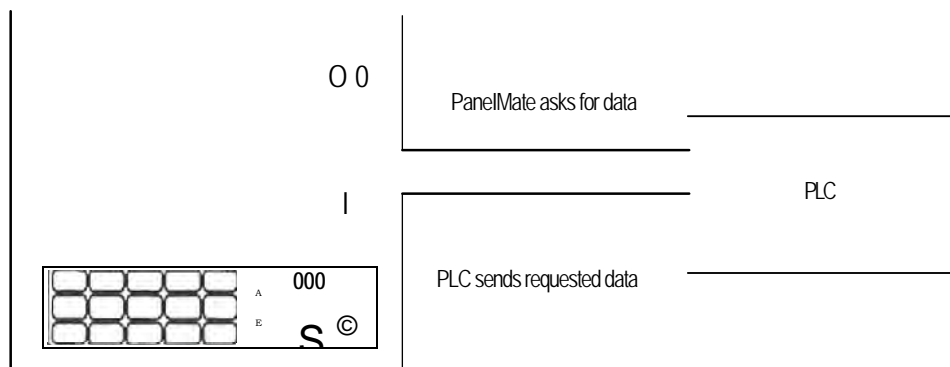 O 0
PanelMate asks for data
PLC
I
000
A
PLC sends requested data
E
S ©